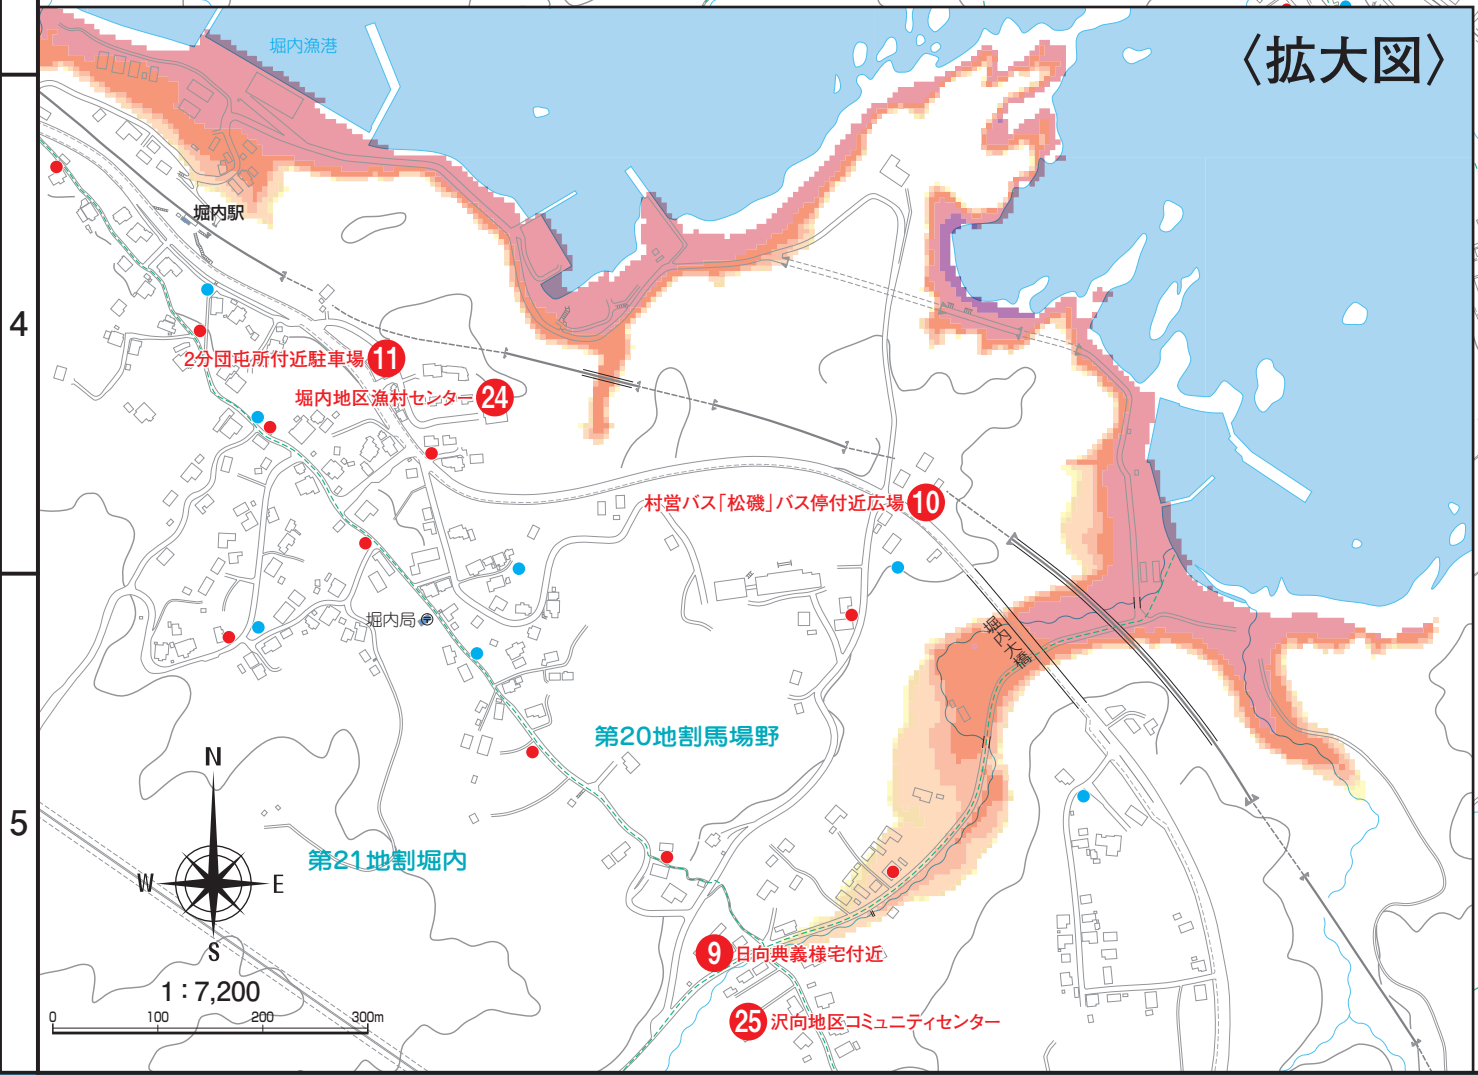 〈拡大図〉
堀内漁港
堀内駅
4
2分団屯所付近駐車場 11
堀内地区漁村センター 24
村営バス「松磯」バス停付近広場 10
堀内局
堀内大橋
第20地割馬場野
5
第21地割堀内
N
W
E
S
9 日向典義様宅付近
25 沢向地区コミュニティセンター
1：7,200
0 100 200 300m